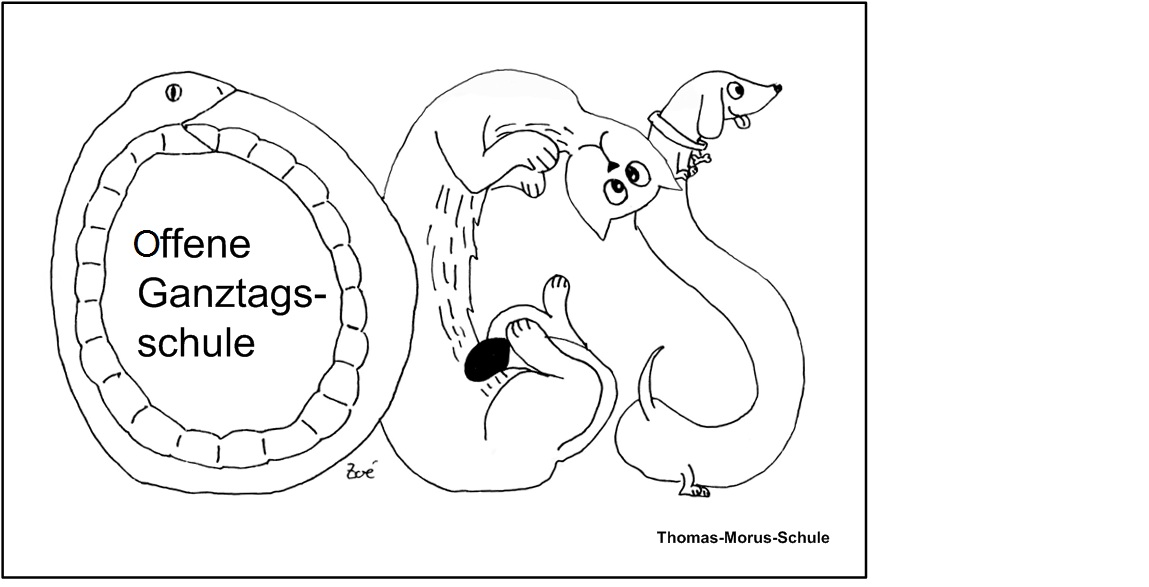 Offene
Ganztags-
schule
Zoé
Thomas-Morus-Schule